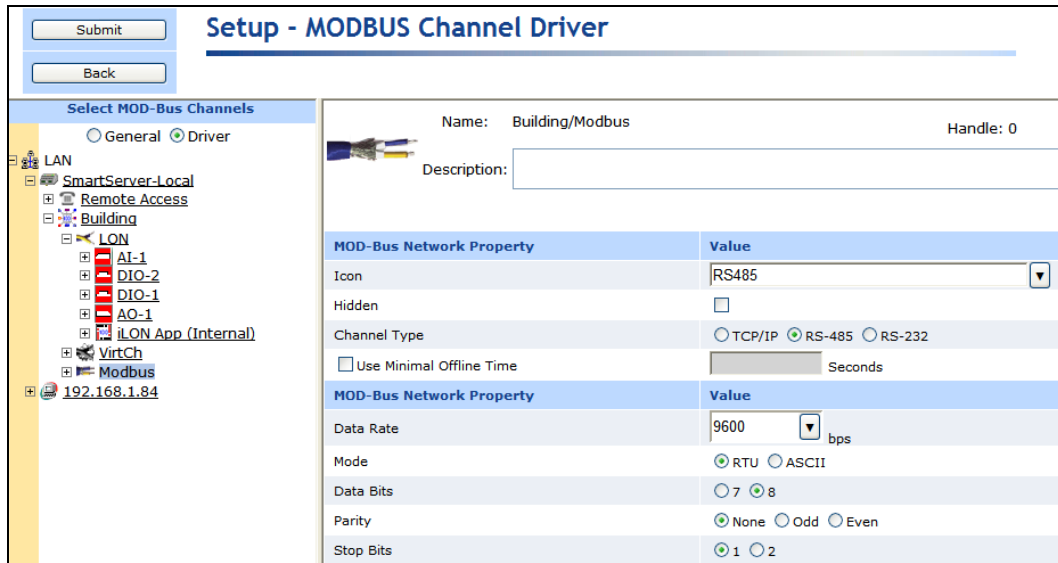 Submit
Setup - MODBUS Channel Driver
Back
Select MOD-Bus Channels
General Driver
LAN
SmartServer-Local
Remote Access
Building
LON
AI-1
DIO-2
DIO-1
AO-1
iLON App (Internal)
VirtCh
Modbus
192.168.1.84
Name: Building/Modbus
Handle: 0
Description:
MOD-Bus Network Property Value
Icon RS485
Hidden
Channel Type TCP/IP RS-485 RS-232
Use Minimal Offline Time Seconds
MOD-Bus Network Property Value
Data Rate 9600 bps
Mode RTU ASCII
Data Bits 7 8
Parity None Odd Even
Stop Bits 1 2